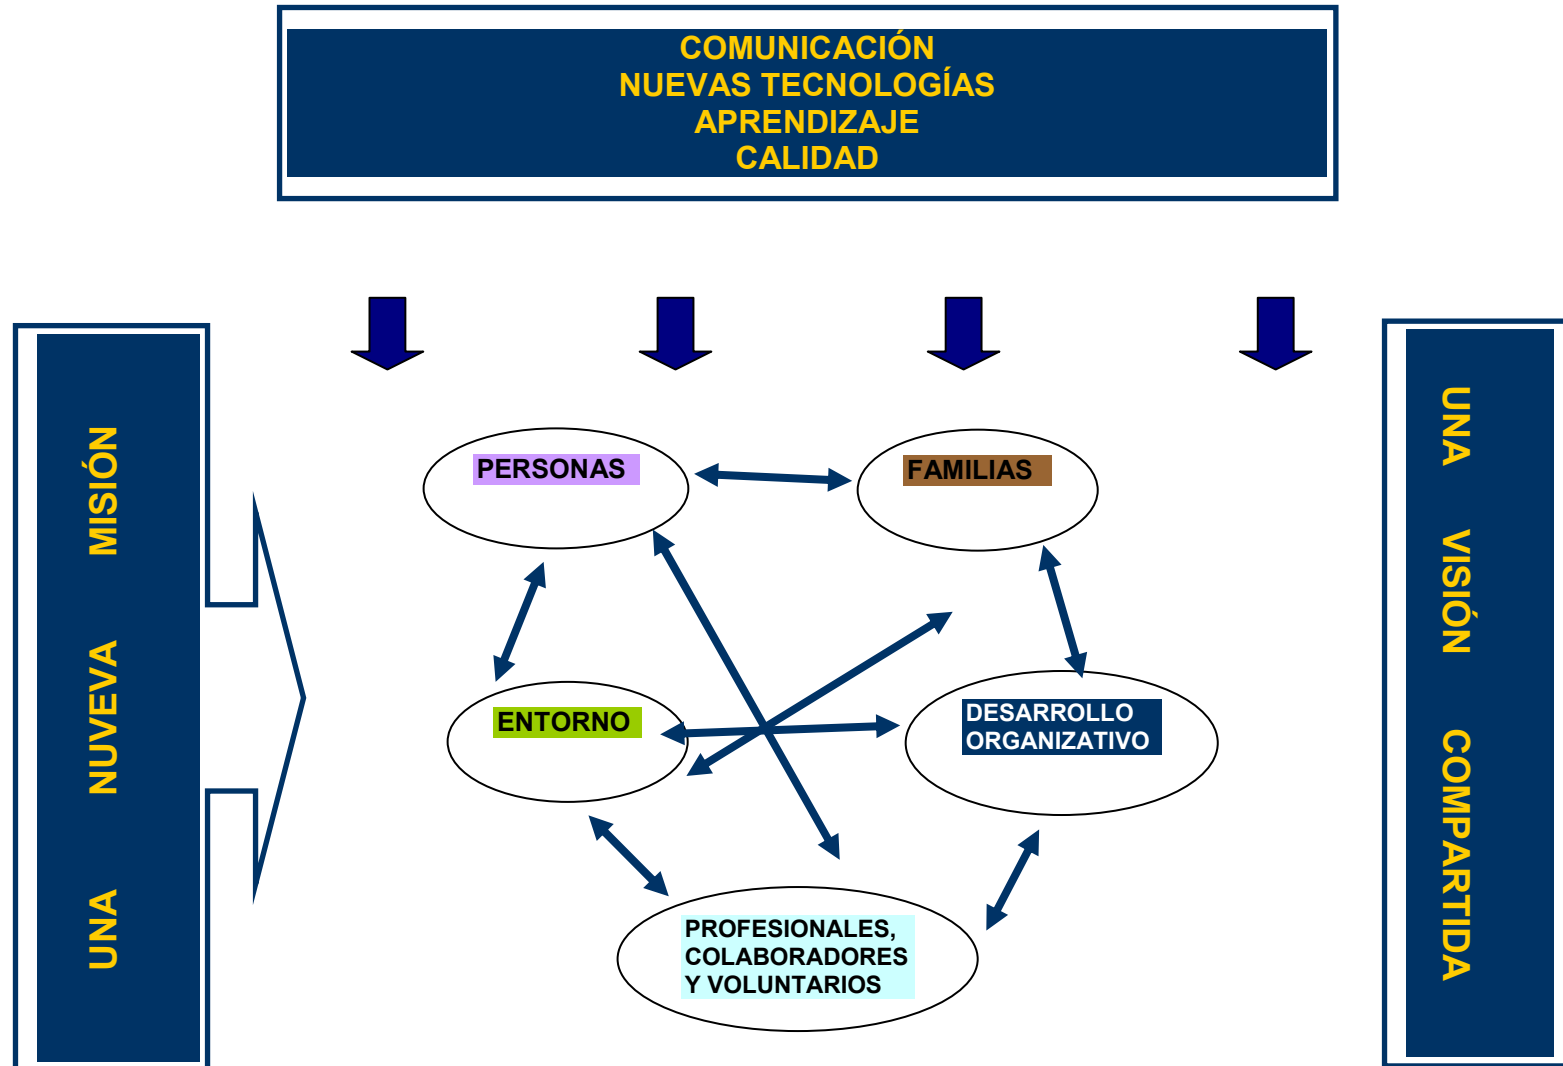 COMUNICACIÓN
NUEVAS TECNOLOGÍAS
APRENDIZAJE
CALIDAD
UNA NUVEVA MISIÓN
PERSONAS
FAMILIAS
ENTORNO
DESARROLLO
ORGANIZATIVO
PROFESIONALES,
COLABORADORES
Y VOLUNTARIOS
UNA VISIÓN COMPARTIDA